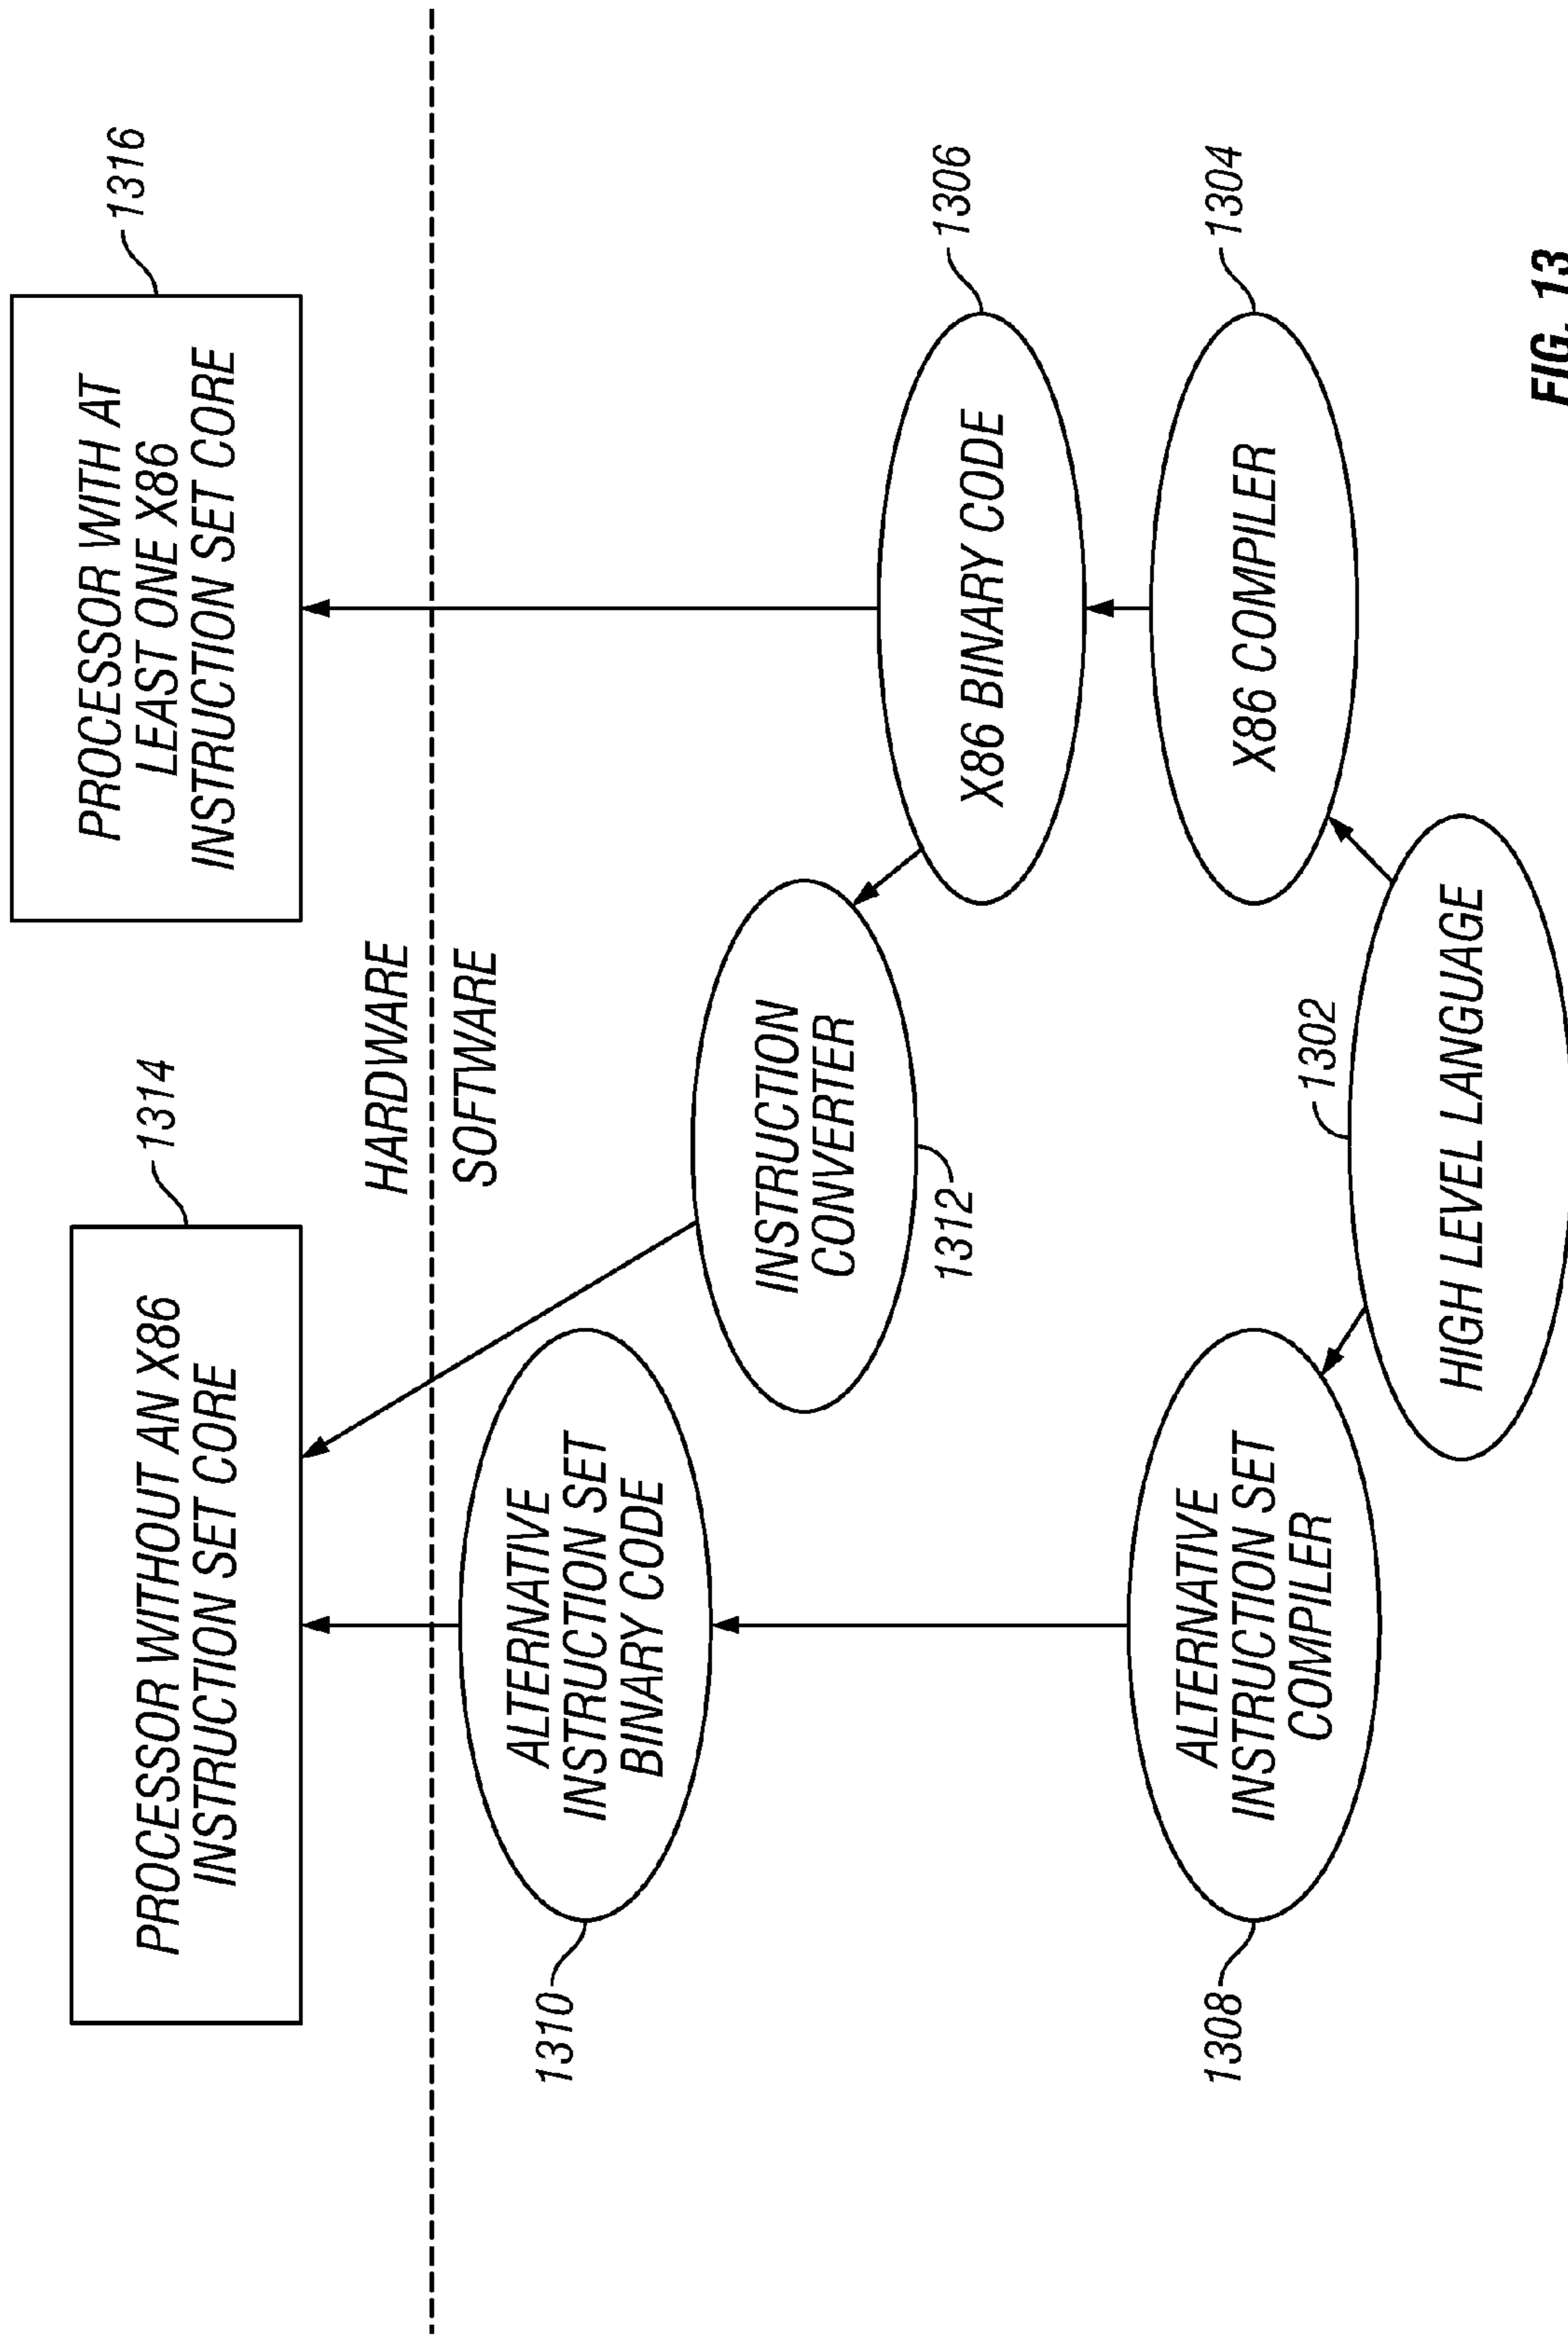 PROCESSOR WITHOUT AN X86
INSTRUCTION SET CORE
1314
PROCESSOR WITH AT
LEAST ONE X86
INSTRUCTION SET CORE
1316
HARDWARE
SOFTWARE
1310
ALTERNATIVE
INSTRUCTION SET
BINARY CODE
INSTRUCTION
CONVERTER
1312
X86 BINARY CODE
1306
1308
ALTERNATIVE
INSTRUCTION SET
COMPILER
X86 COMPILER
1304
1302
HIGH LEVEL LANGUAGE
FIG. 13